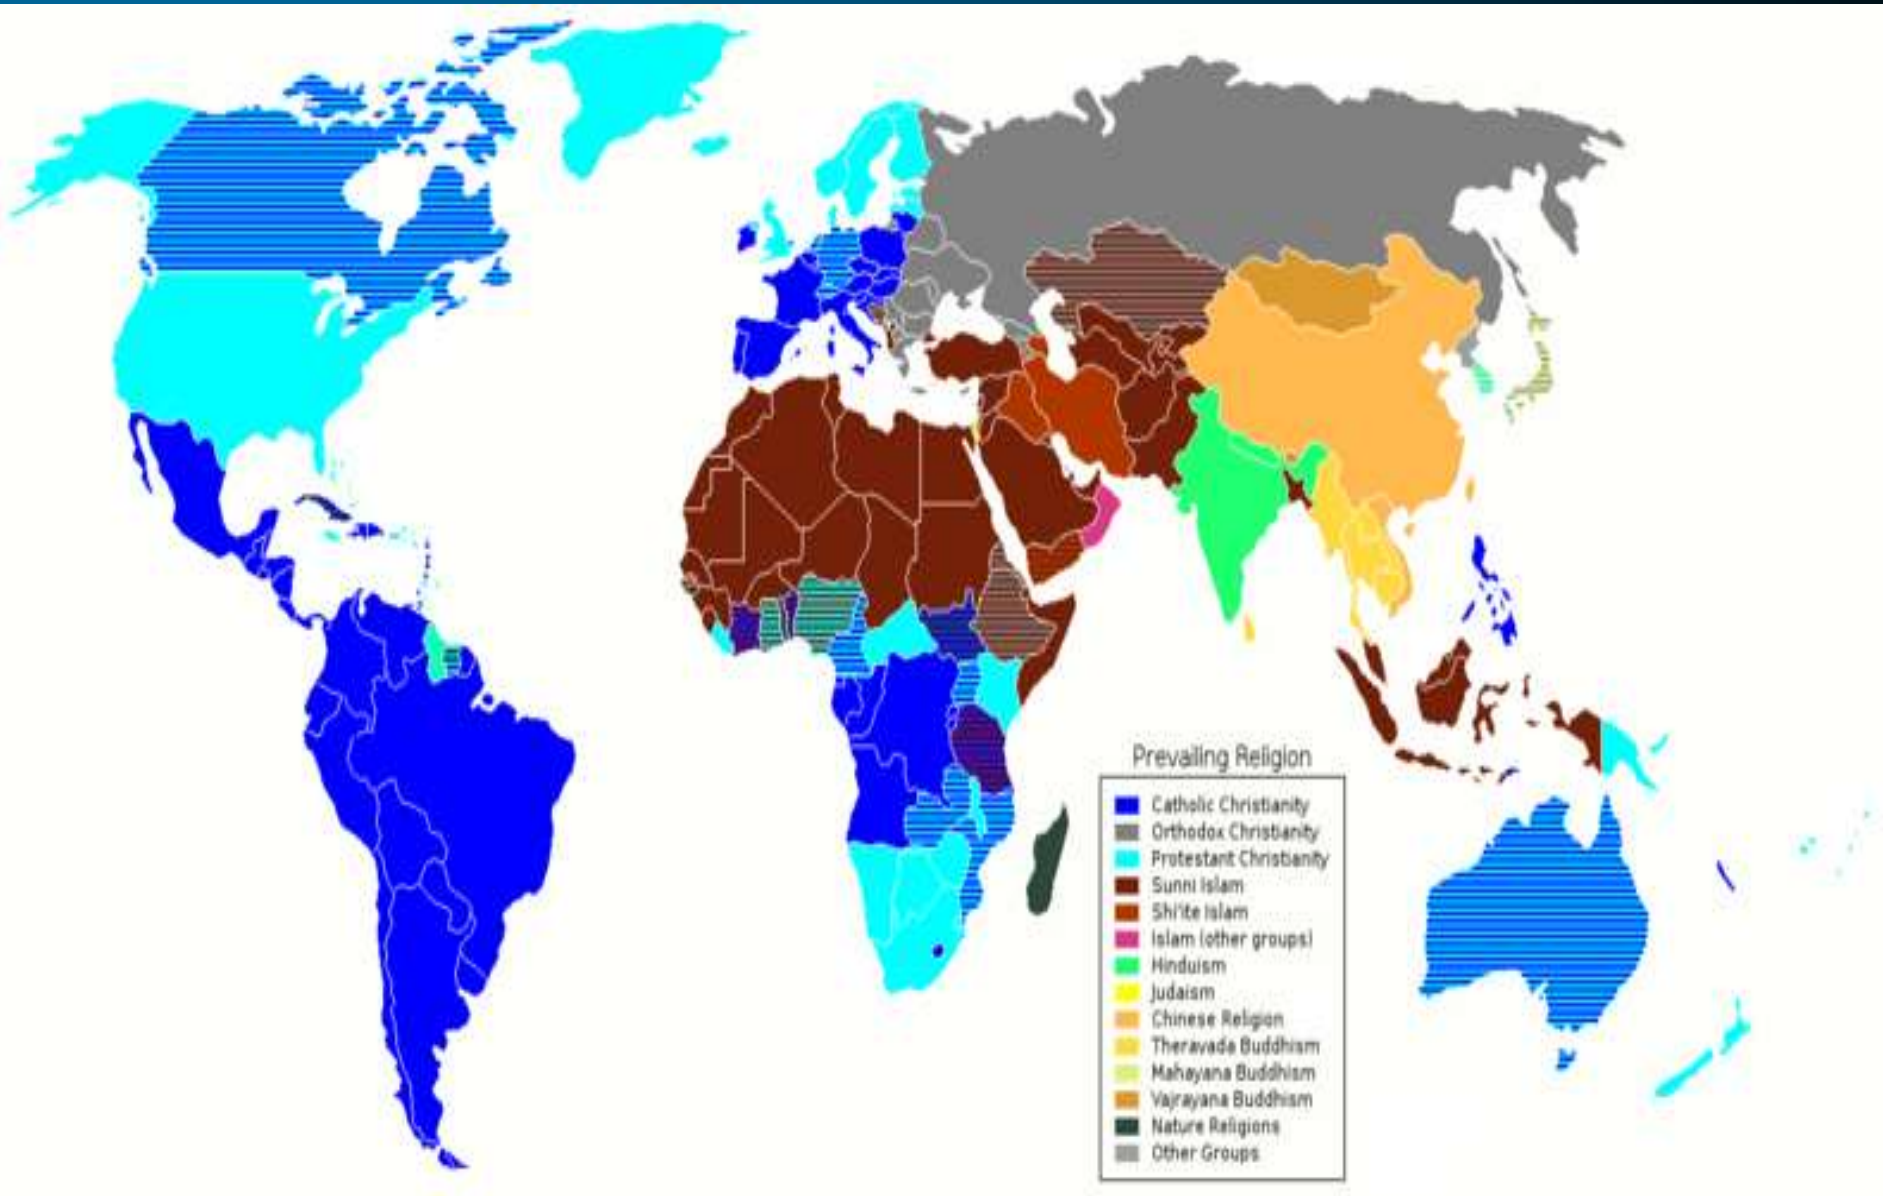 Prevailing Religion
Catholic Christianity
Orthodox Christianity
Protestant Christianity
Sunni Islam
Shi'ite Islam
Islam (other groups)
Hinduism
Judaism
Chinese Religion
Theravada Buddhism
Mahayana Buddhism
Vajrayana Buddhism
Nature Religions
Other Groups